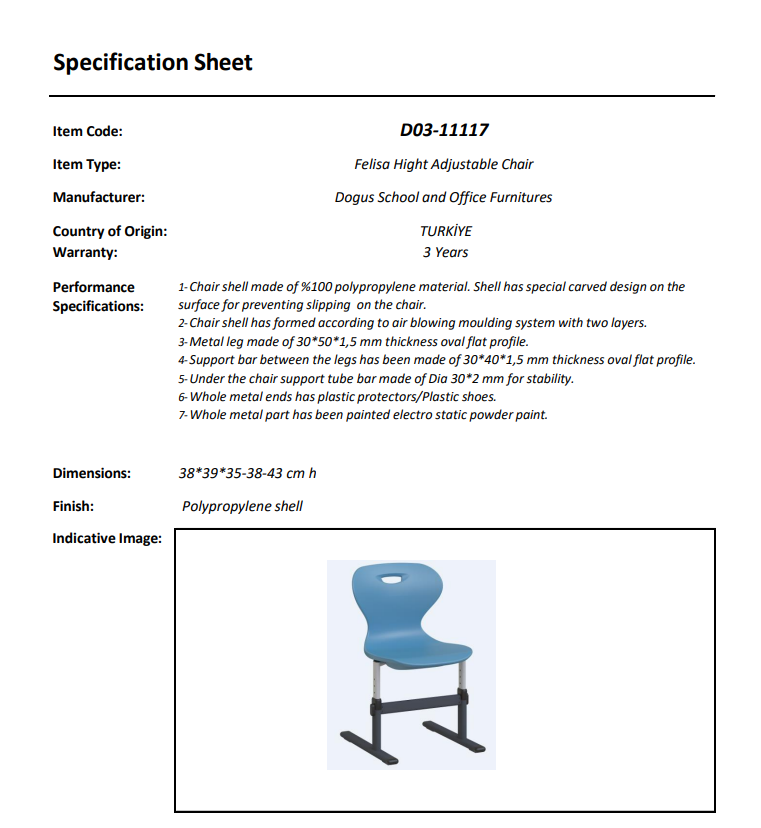 Specification Sheet
Item Code: D03-11117
Item Type: Felisa Hight Adjustable Chair
Manufacturer: Dogus School and Office Furnitures
Country of Origin: TURKİYE
Warranty: 3 Years
Performance Specifications:
1- Chair shell made of %100 polypropylene material. Shell has special carved design on the
surface for preventing slipping on the chair.
2- Chair shell has formed according to air blowing moulding system with two layers.
3- Metal leg made of 30*50*1,5 mm thickness oval flat profile.
4- Support bar between the legs has been made of 30*40*1,5 mm thickness oval flat profile.
5- Under the chair support tube bar made of Dia 30*2 mm for stability.
6- Whole metal ends has plastic protectors/Plastic shoes.
7- Whole metal part has been painted electro static powder paint.
Dimensions: 38*39*35-38-43 cm h
Finish: Polypropylene shell
Indicative Image: